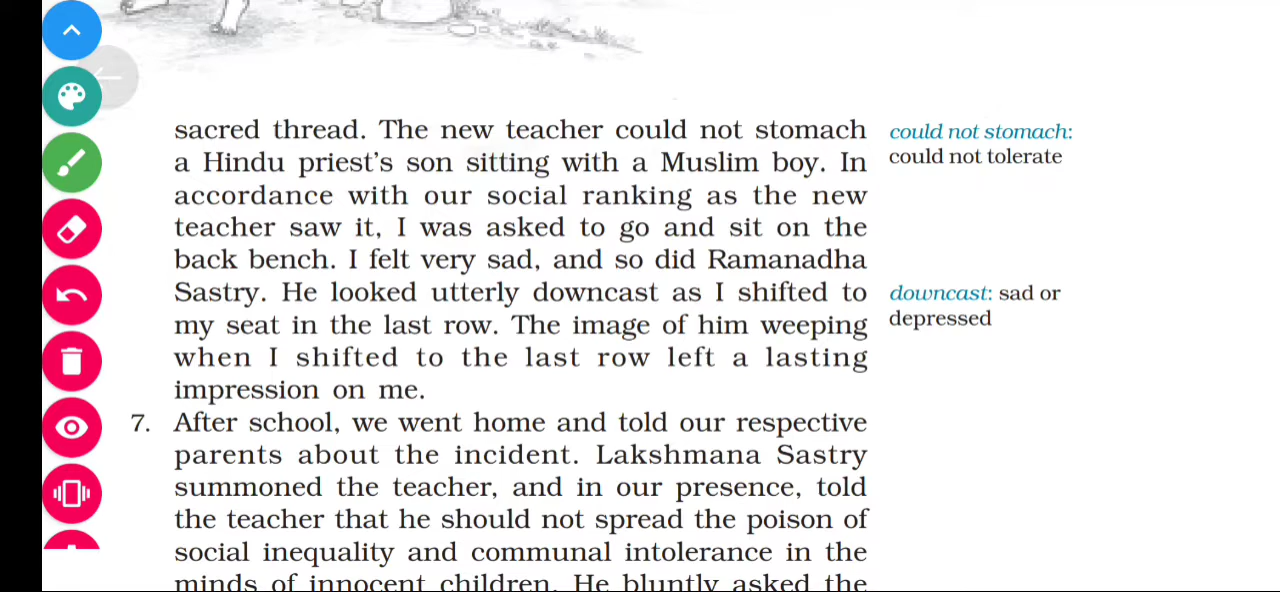 sacred thread. The new teacher could not stomach
could not stomach:
a Hindu priest's son sitting with a Muslim boy. In
could not tolerate
accordance with our social ranking as the new
teacher saw it, I was asked to go and sit on the
back bench. I felt very sad, and so did Ramanadha
Sastry. He looked utterly downcast as I shifted to
downcast: sad or
my seat in the last row. The image of him weeping
depressed
when I shifted to the last row left a lasting
impression on me.
7. After school, we went home and told our respective
parents about the incident. Lakshmana Sastry
summoned the teacher, and in our presence, told
the teacher that he should not spread the poison of
social inequality and communal intolerance in the
minds of innocent children. He bluntly asked the